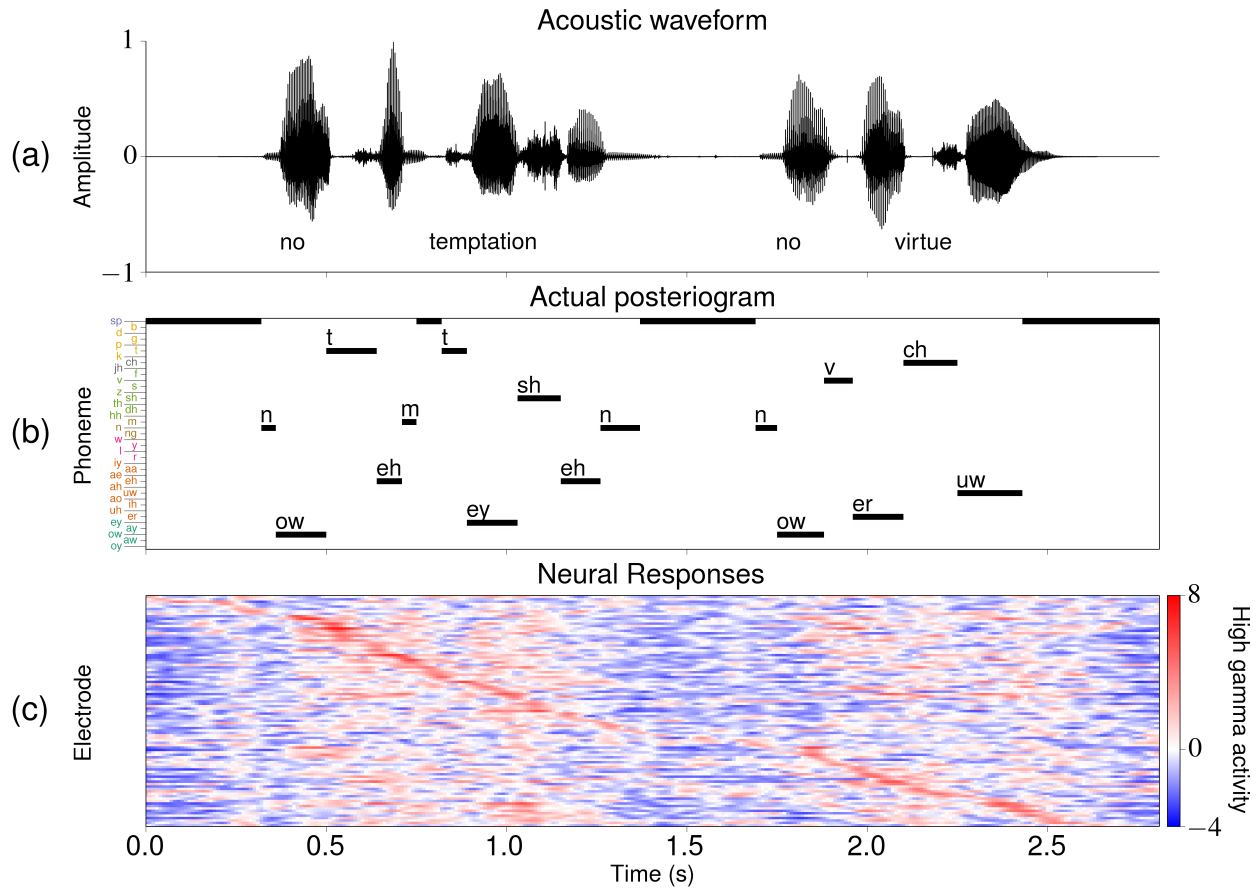 Acoustic waveform
(a)
Amplitude
1
0
−1
no
temptation
no
virtue
Actual posteriogram
(b)
Phoneme
sp
b
d
g
p
t
k
ch
jh
f
v
s
z
sh
th
dh
hh
m
n
ng
w
y
l
r
iy
aa
ae
eh
ah
uw
ao
ih
uh
er
ey
ay
ow
aw
oy
t
t
ch
v
sh
n
m
n
n
eh
eh
uw
ey
er
ow
ow
Neural Responses
(c)
Electrode
8
0
−4
High gamma activity
0.0
0.5
1.0
1.5
2.0
2.5
Time (s)